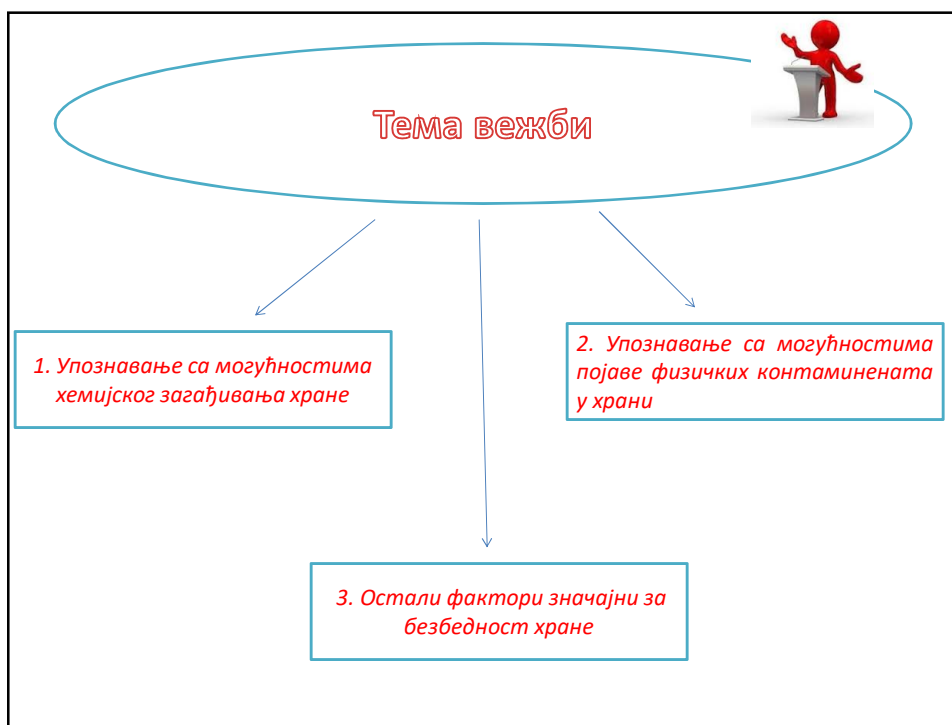 Тема вежби
1. Упознавање са могућностима
хемијског загађивања хране
2. Упознавање са могућностима
појаве физичких контаминената
у храни
3. Остали фактори значајни за
безбедност хране